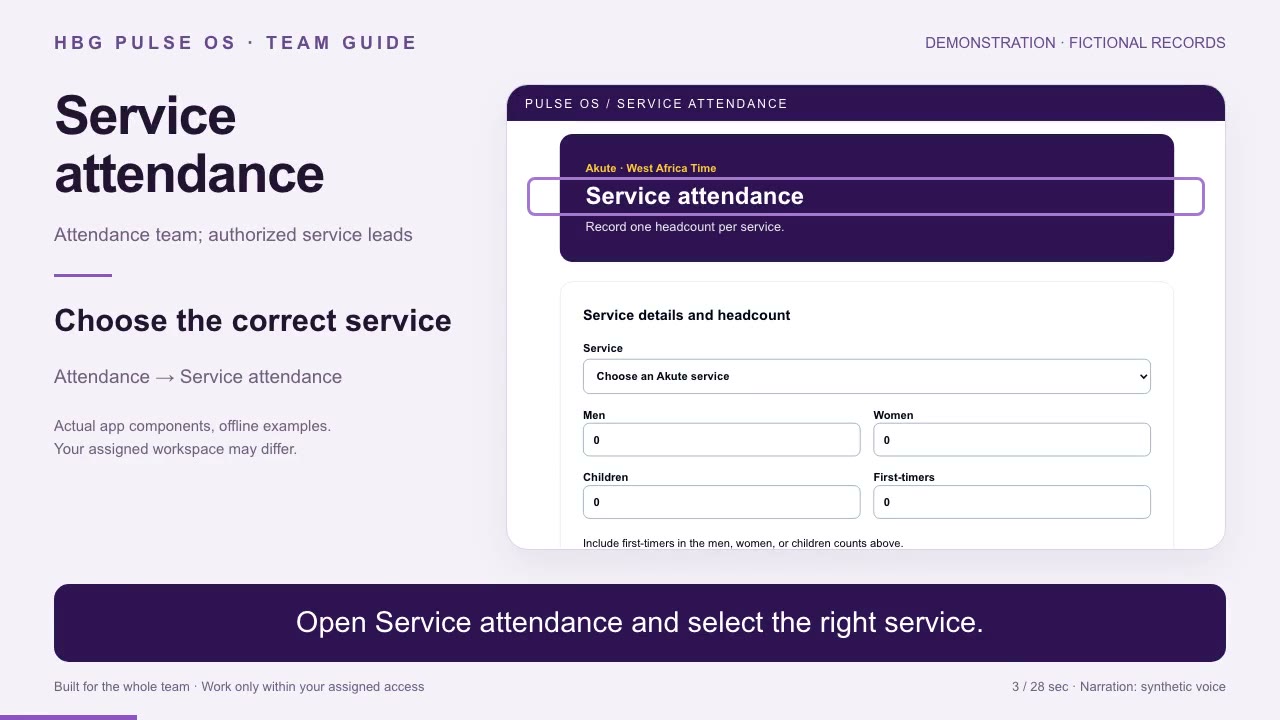 HBG PULSE OS · TEAM GUIDE
DEMONSTRATION · FICTIONAL RECORDS
Service
attendance
Attendance team; authorized service leads
Choose the correct service
Attendance → Service attendance
Actual app components, offline examples.
Your assigned workspace may differ.
PULSE OS / SERVICE ATTENDANCE
Akute · West Africa Time
Service attendance
Record one headcount per service.
Service details and headcount
Service
Choose an Akute service
Men
Women
0
0
Children
First-timers
0
0
Include first-timers in the men, women, or children counts above.
Open Service attendance and select the right service.
Built for the whole team · Work only within your assigned access
3 / 28 sec · Narration: synthetic voice